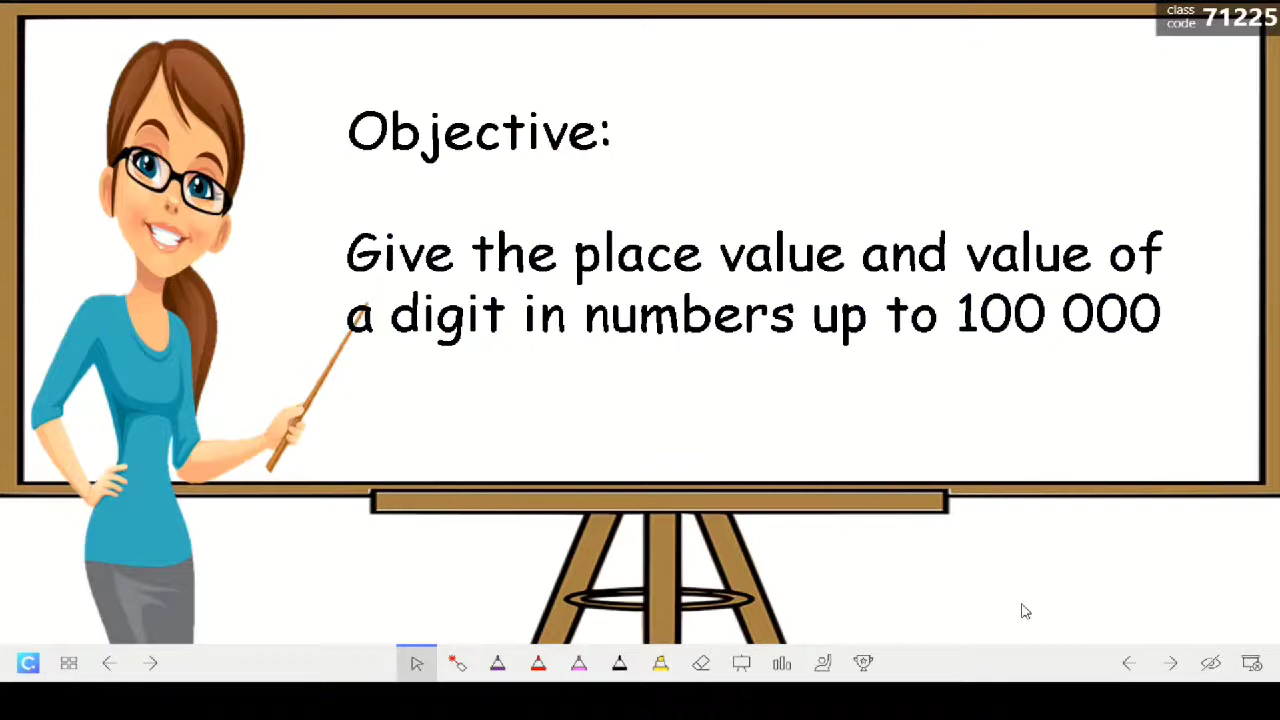 class
code 71225
Objective:
Give the place value and value of
a digit in numbers up to 100 000